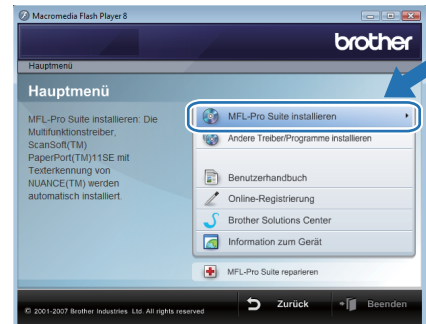 Macromedia Flash Player 8
brother
Hauptmenü
Hauptmenü
MFL-Pro Suite installieren: Die
Multifunktionstreiber,
ScanSoft(TM)
PaperPort(TM)11SE mit
Texterkennung von
NUANCE(TM) werden
automatisch installiert.
MFL-Pro Suite installieren
Andere Treiber/Programme installieren
Benutzerhandbuch
Online-Registrierung
Brother Solutions Center
Information zum Gerät
MFL-Pro Suite reparieren
© 2001-2007 Brother Industries Ltd. All rights reserved
Zurück
Beenden